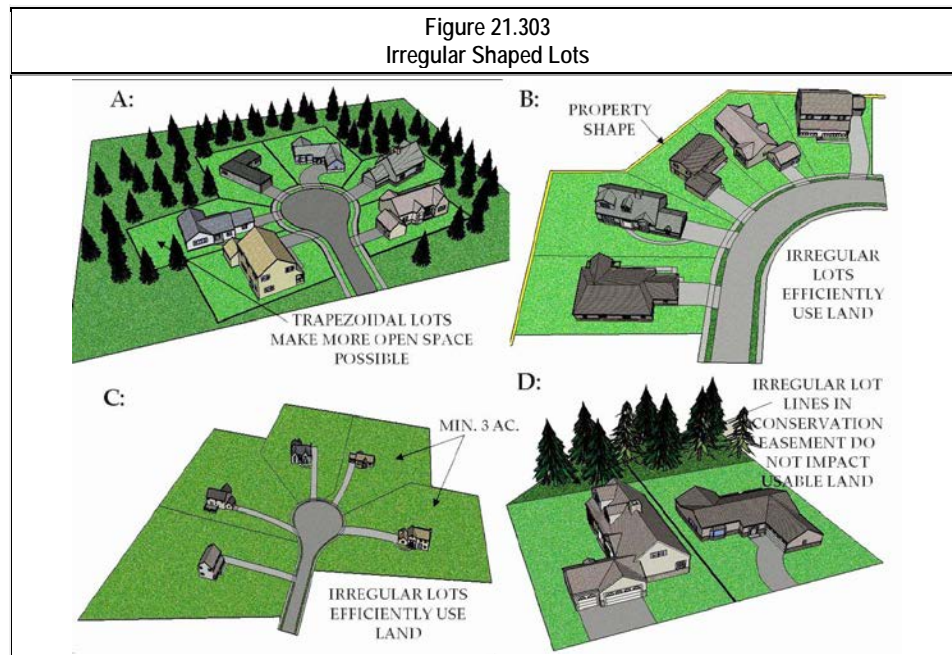 Figure 21.303
Irregular Shaped Lots
A:
TRAPEZOIDAL LOTS
MAKE MORE OPEN SPACE
POSSIBLE
B:
PROPERTY
SHAPE
IRREGULAR
LOTS
EFFICIENTLY
USE LAND
C:
MIN. 3 AC.
IRREGULAR LOTS
EFFICIENTLY USE
LAND
D:
IRREGULAR LOT
LINES IN
CONSERVATION
EASEMENT DO
NOT IMPACT
USABLE LAND